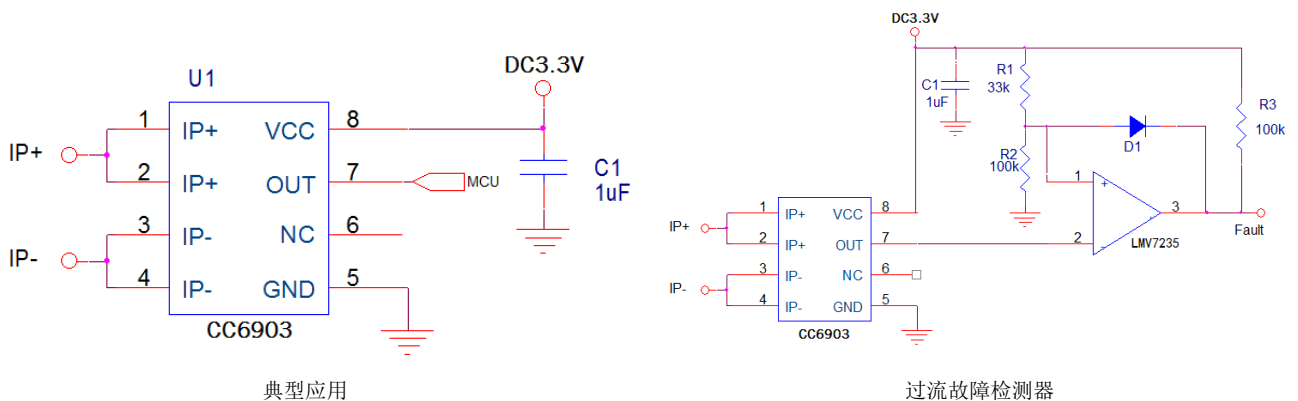 U1
DC3.3V
IP+
1 IP+ VCC 8
2 IP+ OUT 7 MCU
IP-
3 IP- NC 6
4 IP- GND 5
CC6903
C1
1uF
典型应用
DC3.3V
C1
1uF
R1
33k
R2
100k
D1
R3
100k
1 +
2 -
3
LMV7235
Fault
IP+
1 IP+ VCC 8
2 IP+ OUT 7
IP-
3 IP- NC 6
4 IP- GND 5
CC6903
过流故障检测器